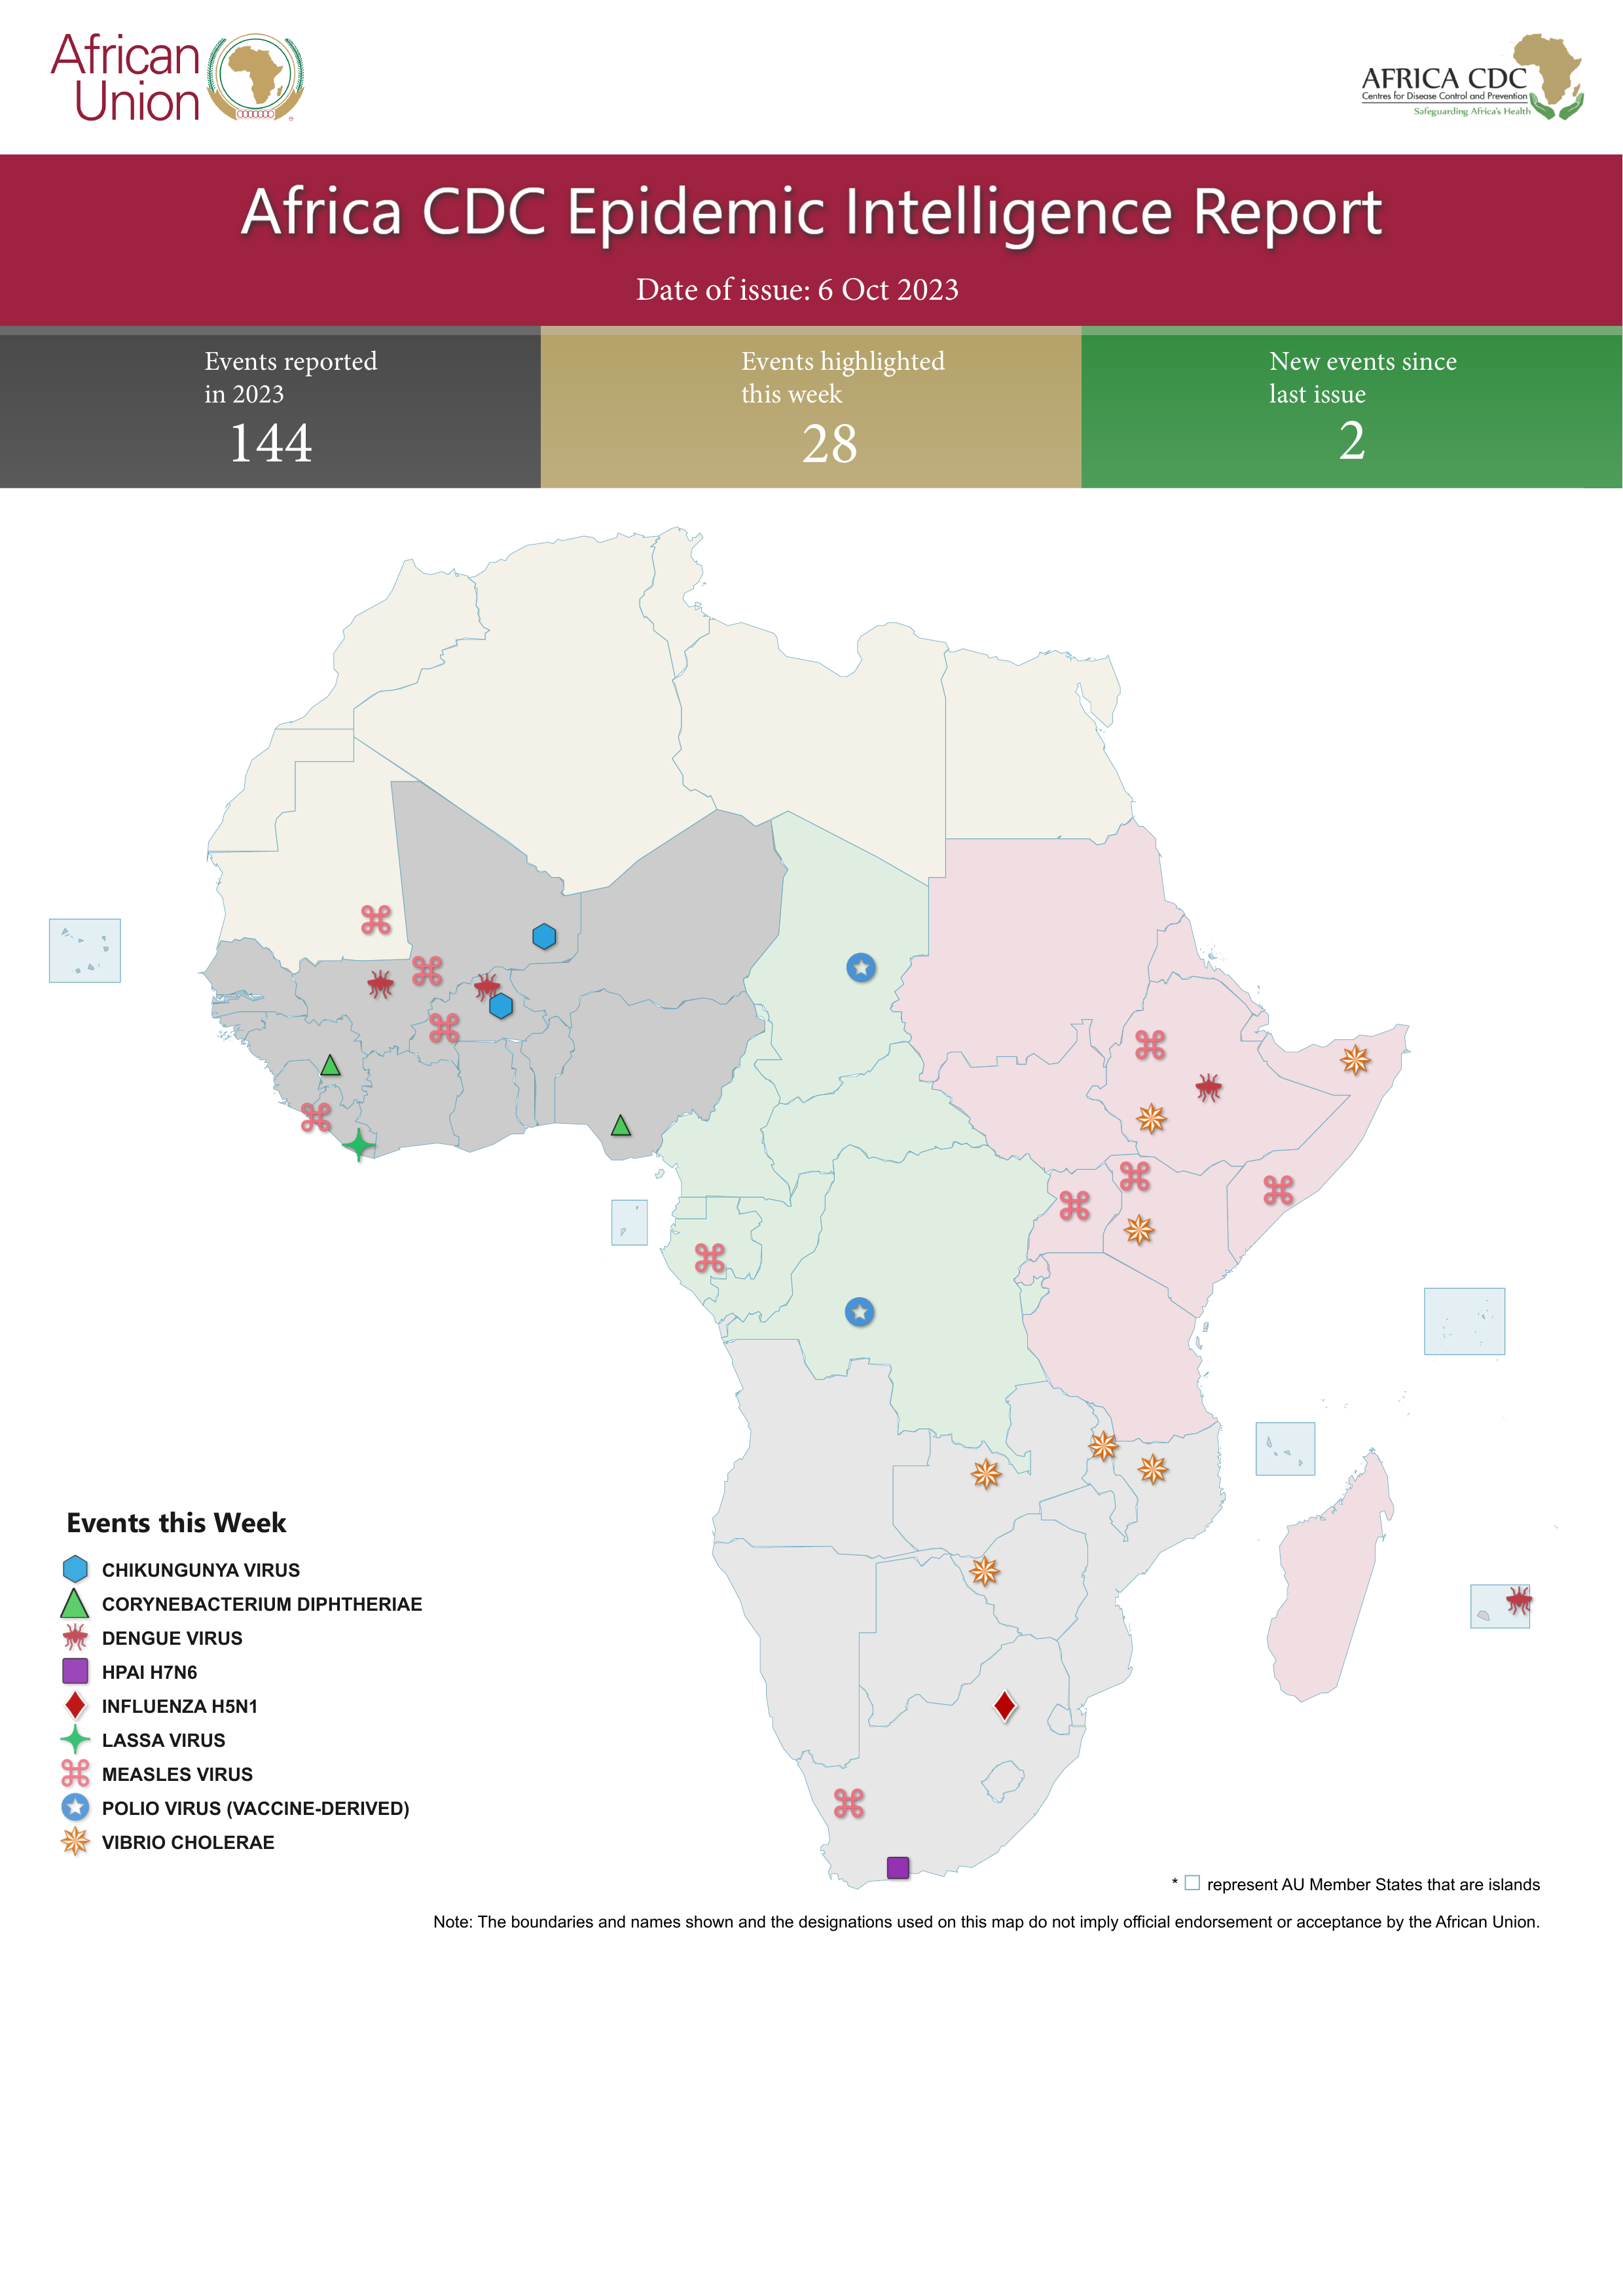 African
Union
AFRICA CDC
Centres for Disease Control and Prevention
Safeguarding Africa's Health
Africa CDC Epidemic Intelligence Report
Date of issue: 6 Oct 2023
Events reported
in 2023
144
Events highlighted
this week
28
New events since
last issue
2
Events this Week
CHIKUNGUNYA VIRUS
CORYNEBACTERIUM DIPHTHERIAE
DENGUE VIRUS
HPAI H7N6
INFLUENZA H5N1
LASSA VIRUS
MEASLES VIRUS
POLIO VIRUS (VACCINE-DERIVED)
VIBRIO CHOLERAE
* represent AU Member States that are islands
Note: The boundaries and names shown and the designations used on this map do not imply official endorsement or acceptance by the African Union.